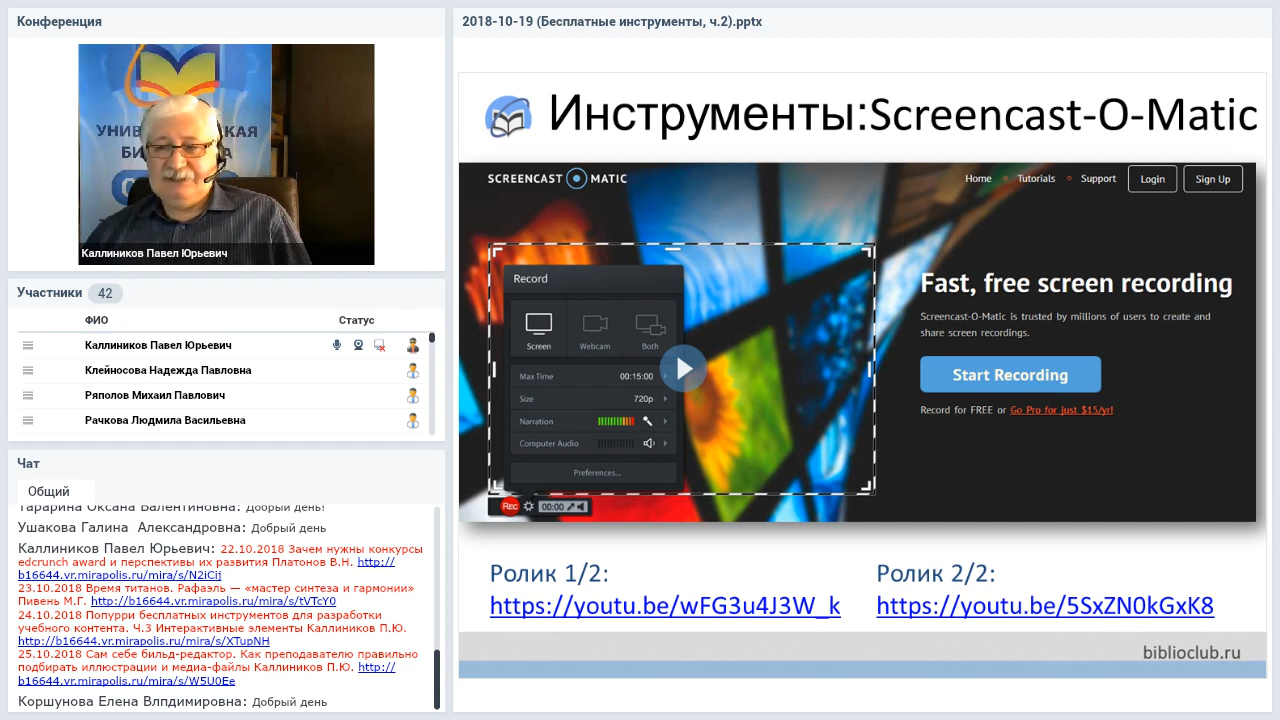 Конференция
УНИВ СКАЯ
БИ А
Каллиников Павел Юрьевич
Участники 42
ФИО Статус
Каллиников Павел Юрьевич
Клейносова Надежда Павловна
Ряполов Михаил Павлович
Рачкова Людмила Васильевна
Чат
Общий
Тарарина Оксана Валентиновна: Добрый день!
Ушакова Галина Александровна: Добрый день
Каллиников Павел Юрьевич: 22.10.2018 Зачем нужны конкурсы
edcrunch award и перспективы их развития Платонов В.Н. http://
b16644.vr.mirapolis.ru/mira/s/N2iCij
23.10.2018 Время титанов. Рафаэль — «мастер синтеза и гармонии»
Пивень М.Г. http://b16644.vr.mirapolis.ru/mira/s/tVTcY0
24.10.2018 Попурри бесплатных инструментов для разработки
учебного контента. Ч.3 Интерактивные элементы Каллиников П.Ю.
http://b16644.vr.mirapolis.ru/mira/s/XTupNH
25.10.2018 Сам себе бильд-редактор. Как преподавателю правильно
подбирать иллюстрации и медиа-файлы Каллиников П.Ю. http://
b16644.vr.mirapolis.ru/mira/s/W5U0Ee
Коршунова Елена Влпдимировна: Добрый день
2018-10-19 (Бесплатные инструменты, ч.2).pptx
Инструменты:Screencast-O-Matic
SCREENCAST MATIC
Home Tutorials Support Login Sign Up
Record
Screen Webcam Both
Max Time 00:15:00
Size 720p
Narration
Computer Audio
Preferences...
REC 00:00
Fast, free screen recording
Screencast-O-Matic is trusted by millions of users to create and
share screen recordings.
Start Recording
Record for FREE or Go Pro for just $15/yr!
Ролик 1/2:
https://youtu.be/wFG3u4J3W_k
Ролик 2/2:
https://youtu.be/5SxZN0kGxK8
biblioclub.ru